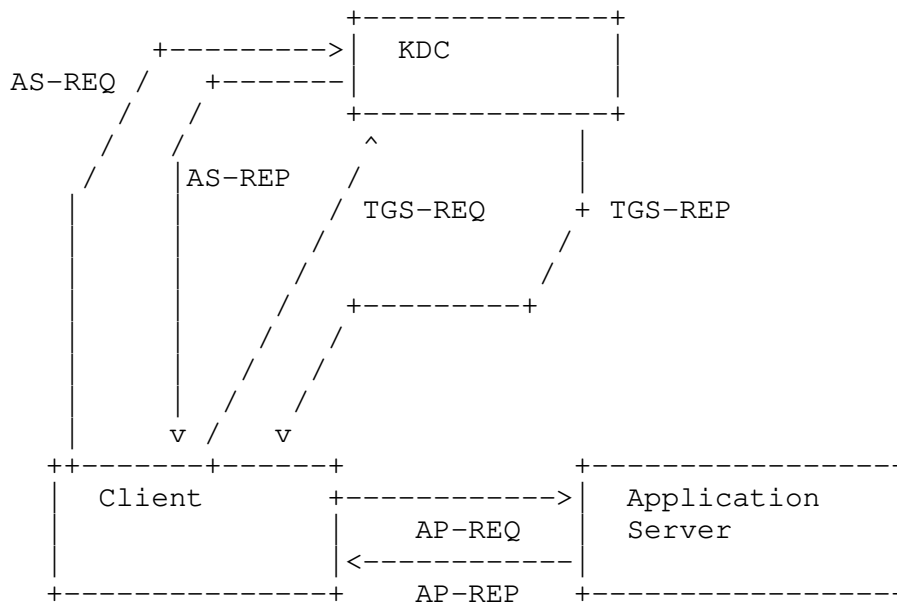 KDC
AS-REQ
AS-REP
TGS-REQ TGS-REP
Client Application
Server
AP-REQ
AP-REP